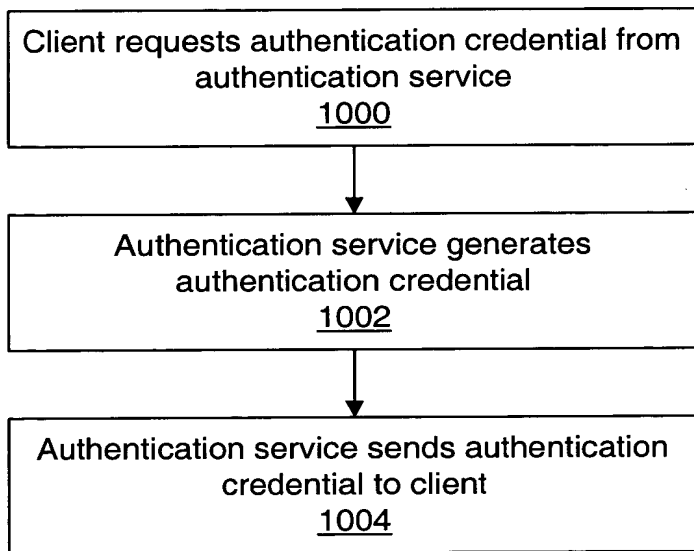 Client requests authentication credential from
authentication service
1000
Authentication service generates
authentication credential
1002
Authentication service sends authentication
credential to client
1004